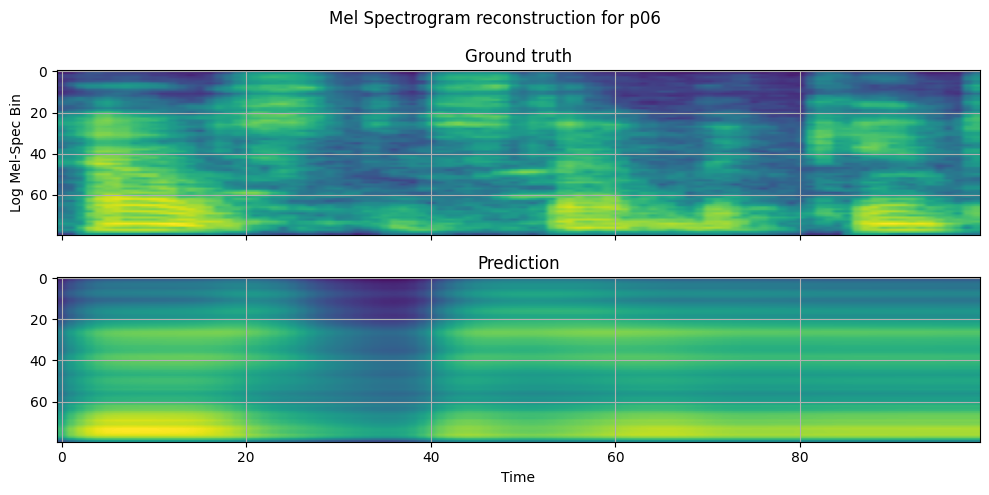 Mel Spectrogram reconstruction for p06
Ground truth
Log Mel-Spec Bin
0
20
40
60
Prediction
0
20
40
60
0 20 40 60 80
Time